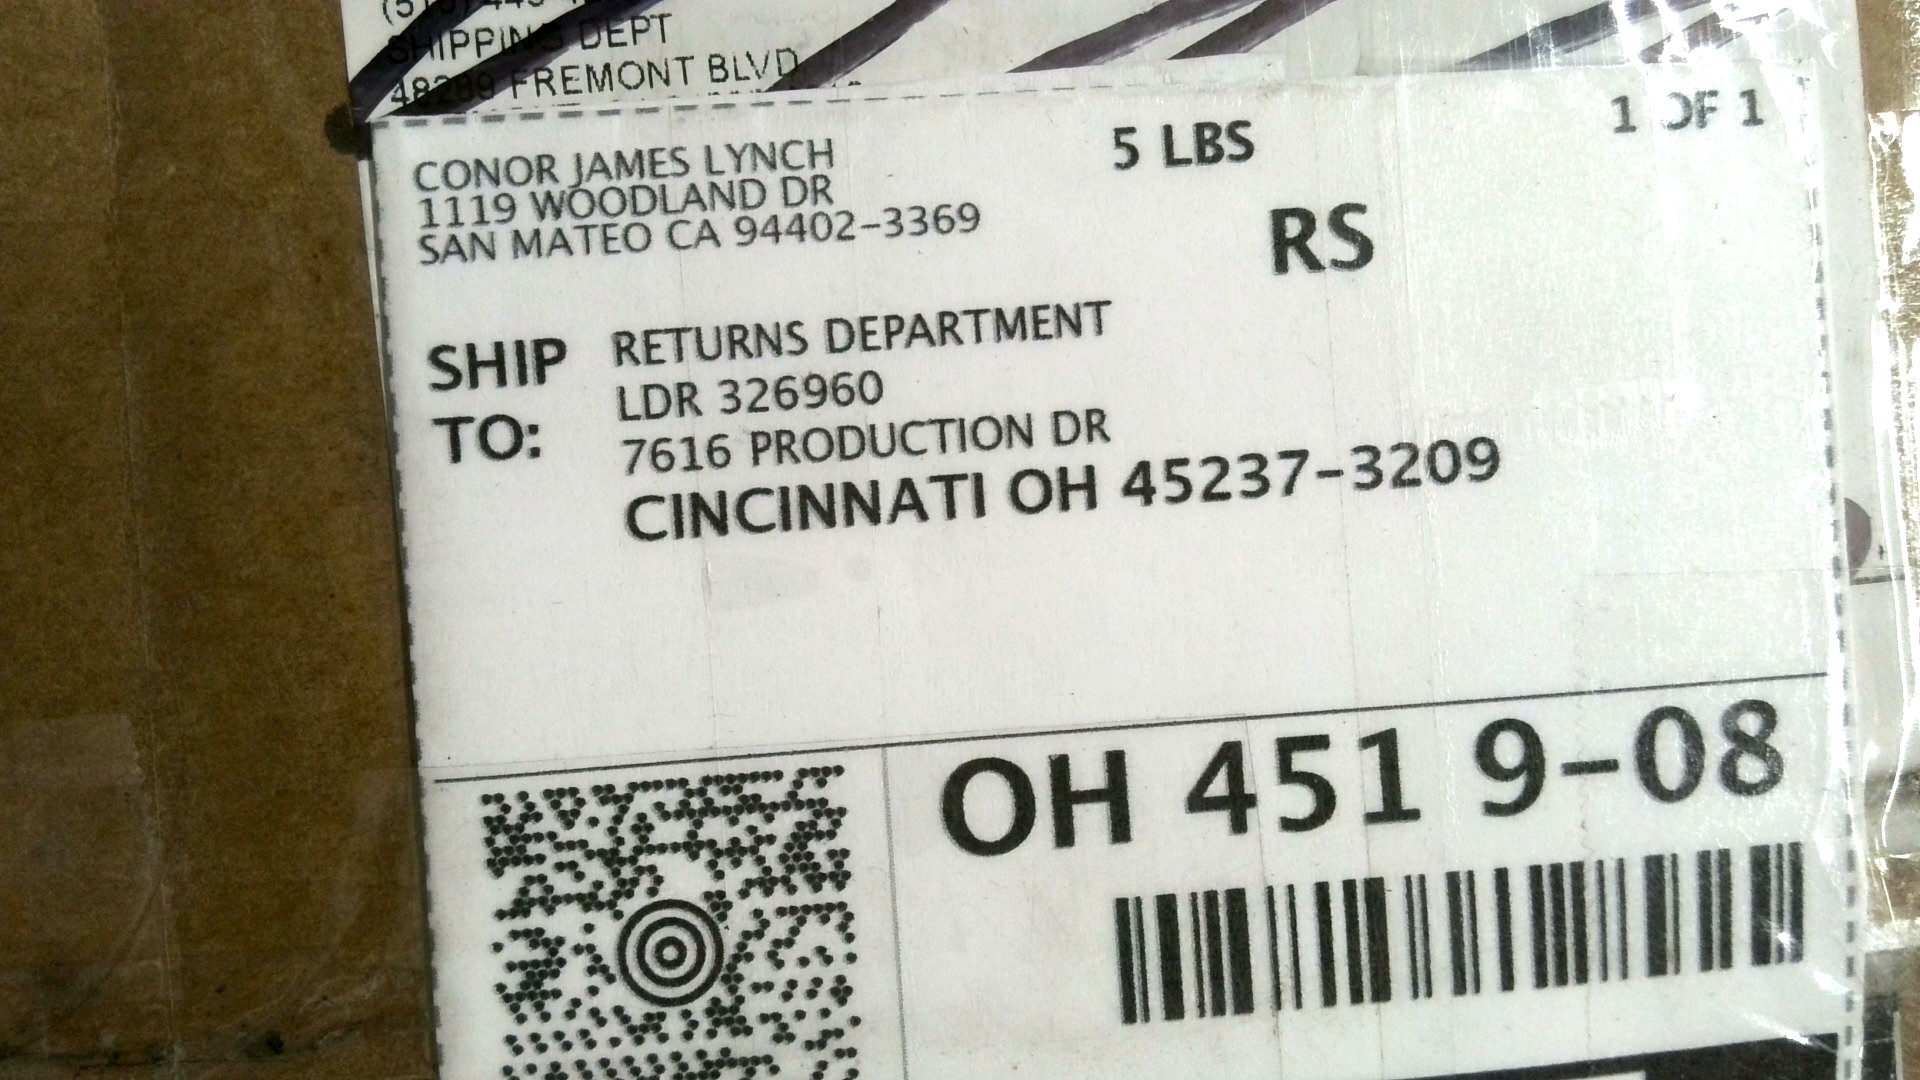 SHIPPING DEPT
48289 FREMONT BLVD
1 OF 1
5 LBS
CONOR JAMES LYNCH
1119 WOODLAND DR
SAN MATEO CA 94402-3369
RS
SHIP TO:
RETURNS DEPARTMENT
LDR 326960
7616 PRODUCTION DR
CINCINNATI OH 45237-3209
OH 451 9-08